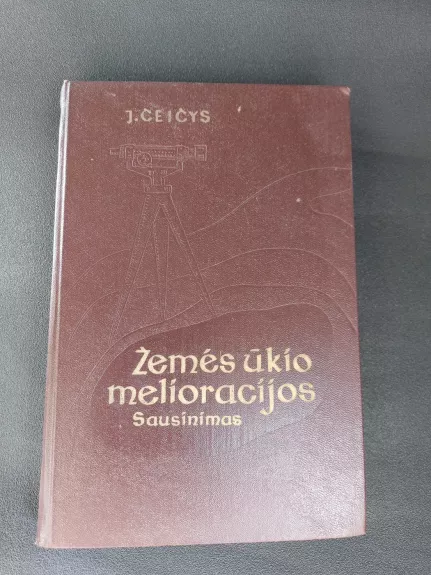 J. ČEIČYS
Žemės ūkio
melioracijos
Sausinimas